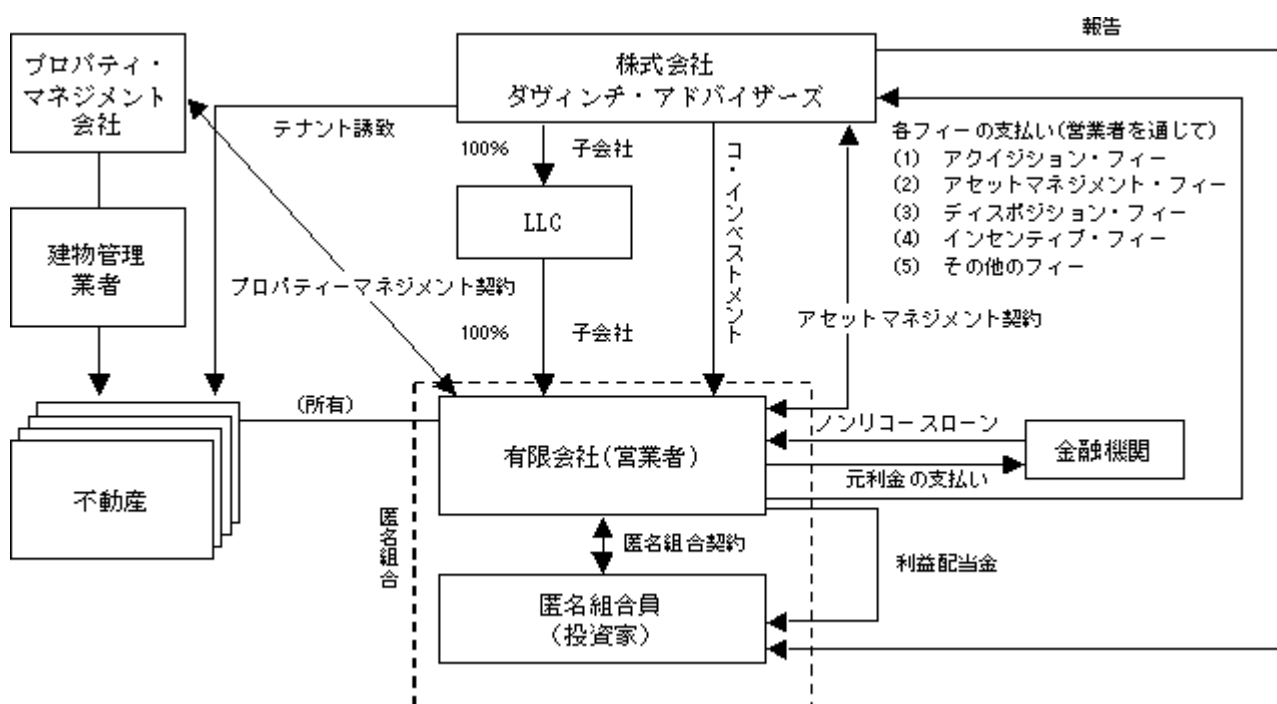 報告
プロパティ・
マネジメント
会社
株式会社
ダヴィンチ・アドバイザーズ
テナント誘致
100%　子会社
コ・インベストメント
各フィーの支払い(営業者を通じて)
(1)　アクイジション・フィー
(2)　アセットマネジメント・フィー
(3)　ディスポジション・フィー
(4)　インセンティブ・フィー
(5)　その他のフィー
LLC
建物管理
業者
プロパティーマネジメント契約
100%　子会社
アセットマネジメント契約
(所有)
ノンリコースローン
有限会社(営業者)
金融機関
元利金の支払い
不動産
匿名組合
匿名組合契約
利益配当金
匿名組合員
(投資家)